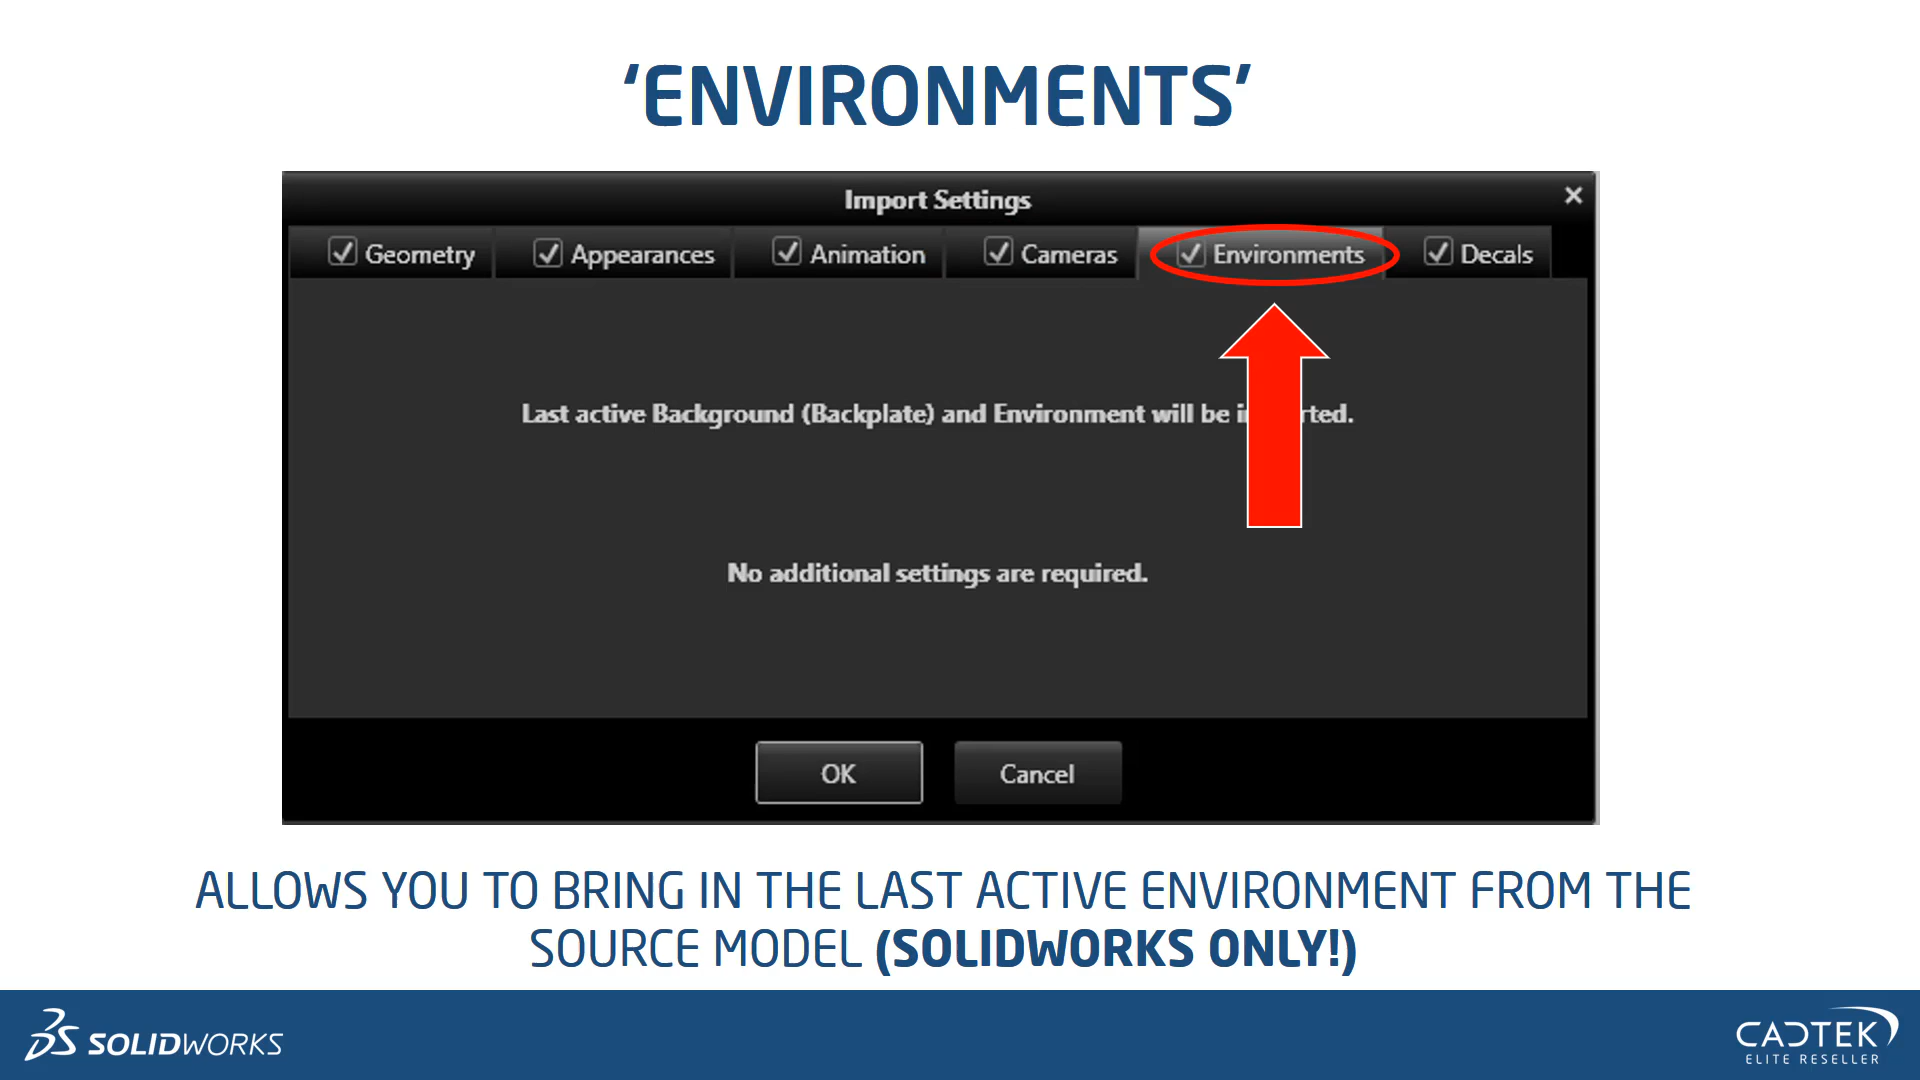 ‘ENVIRONMENTS’
Import Settings
Geometry Appearances Animation Cameras Environments Decals
Last active Background (Backplate) and Environment will be
No additional settings are required.
OK Cancel
ALLOWS YOU TO BRING IN THE LAST ACTIVE ENVIRONMENT FROM THE
SOURCE MODEL (SOLIDWORKS ONLY!)
SOLIDWORKS
CADTEK
ELITE RESELLER